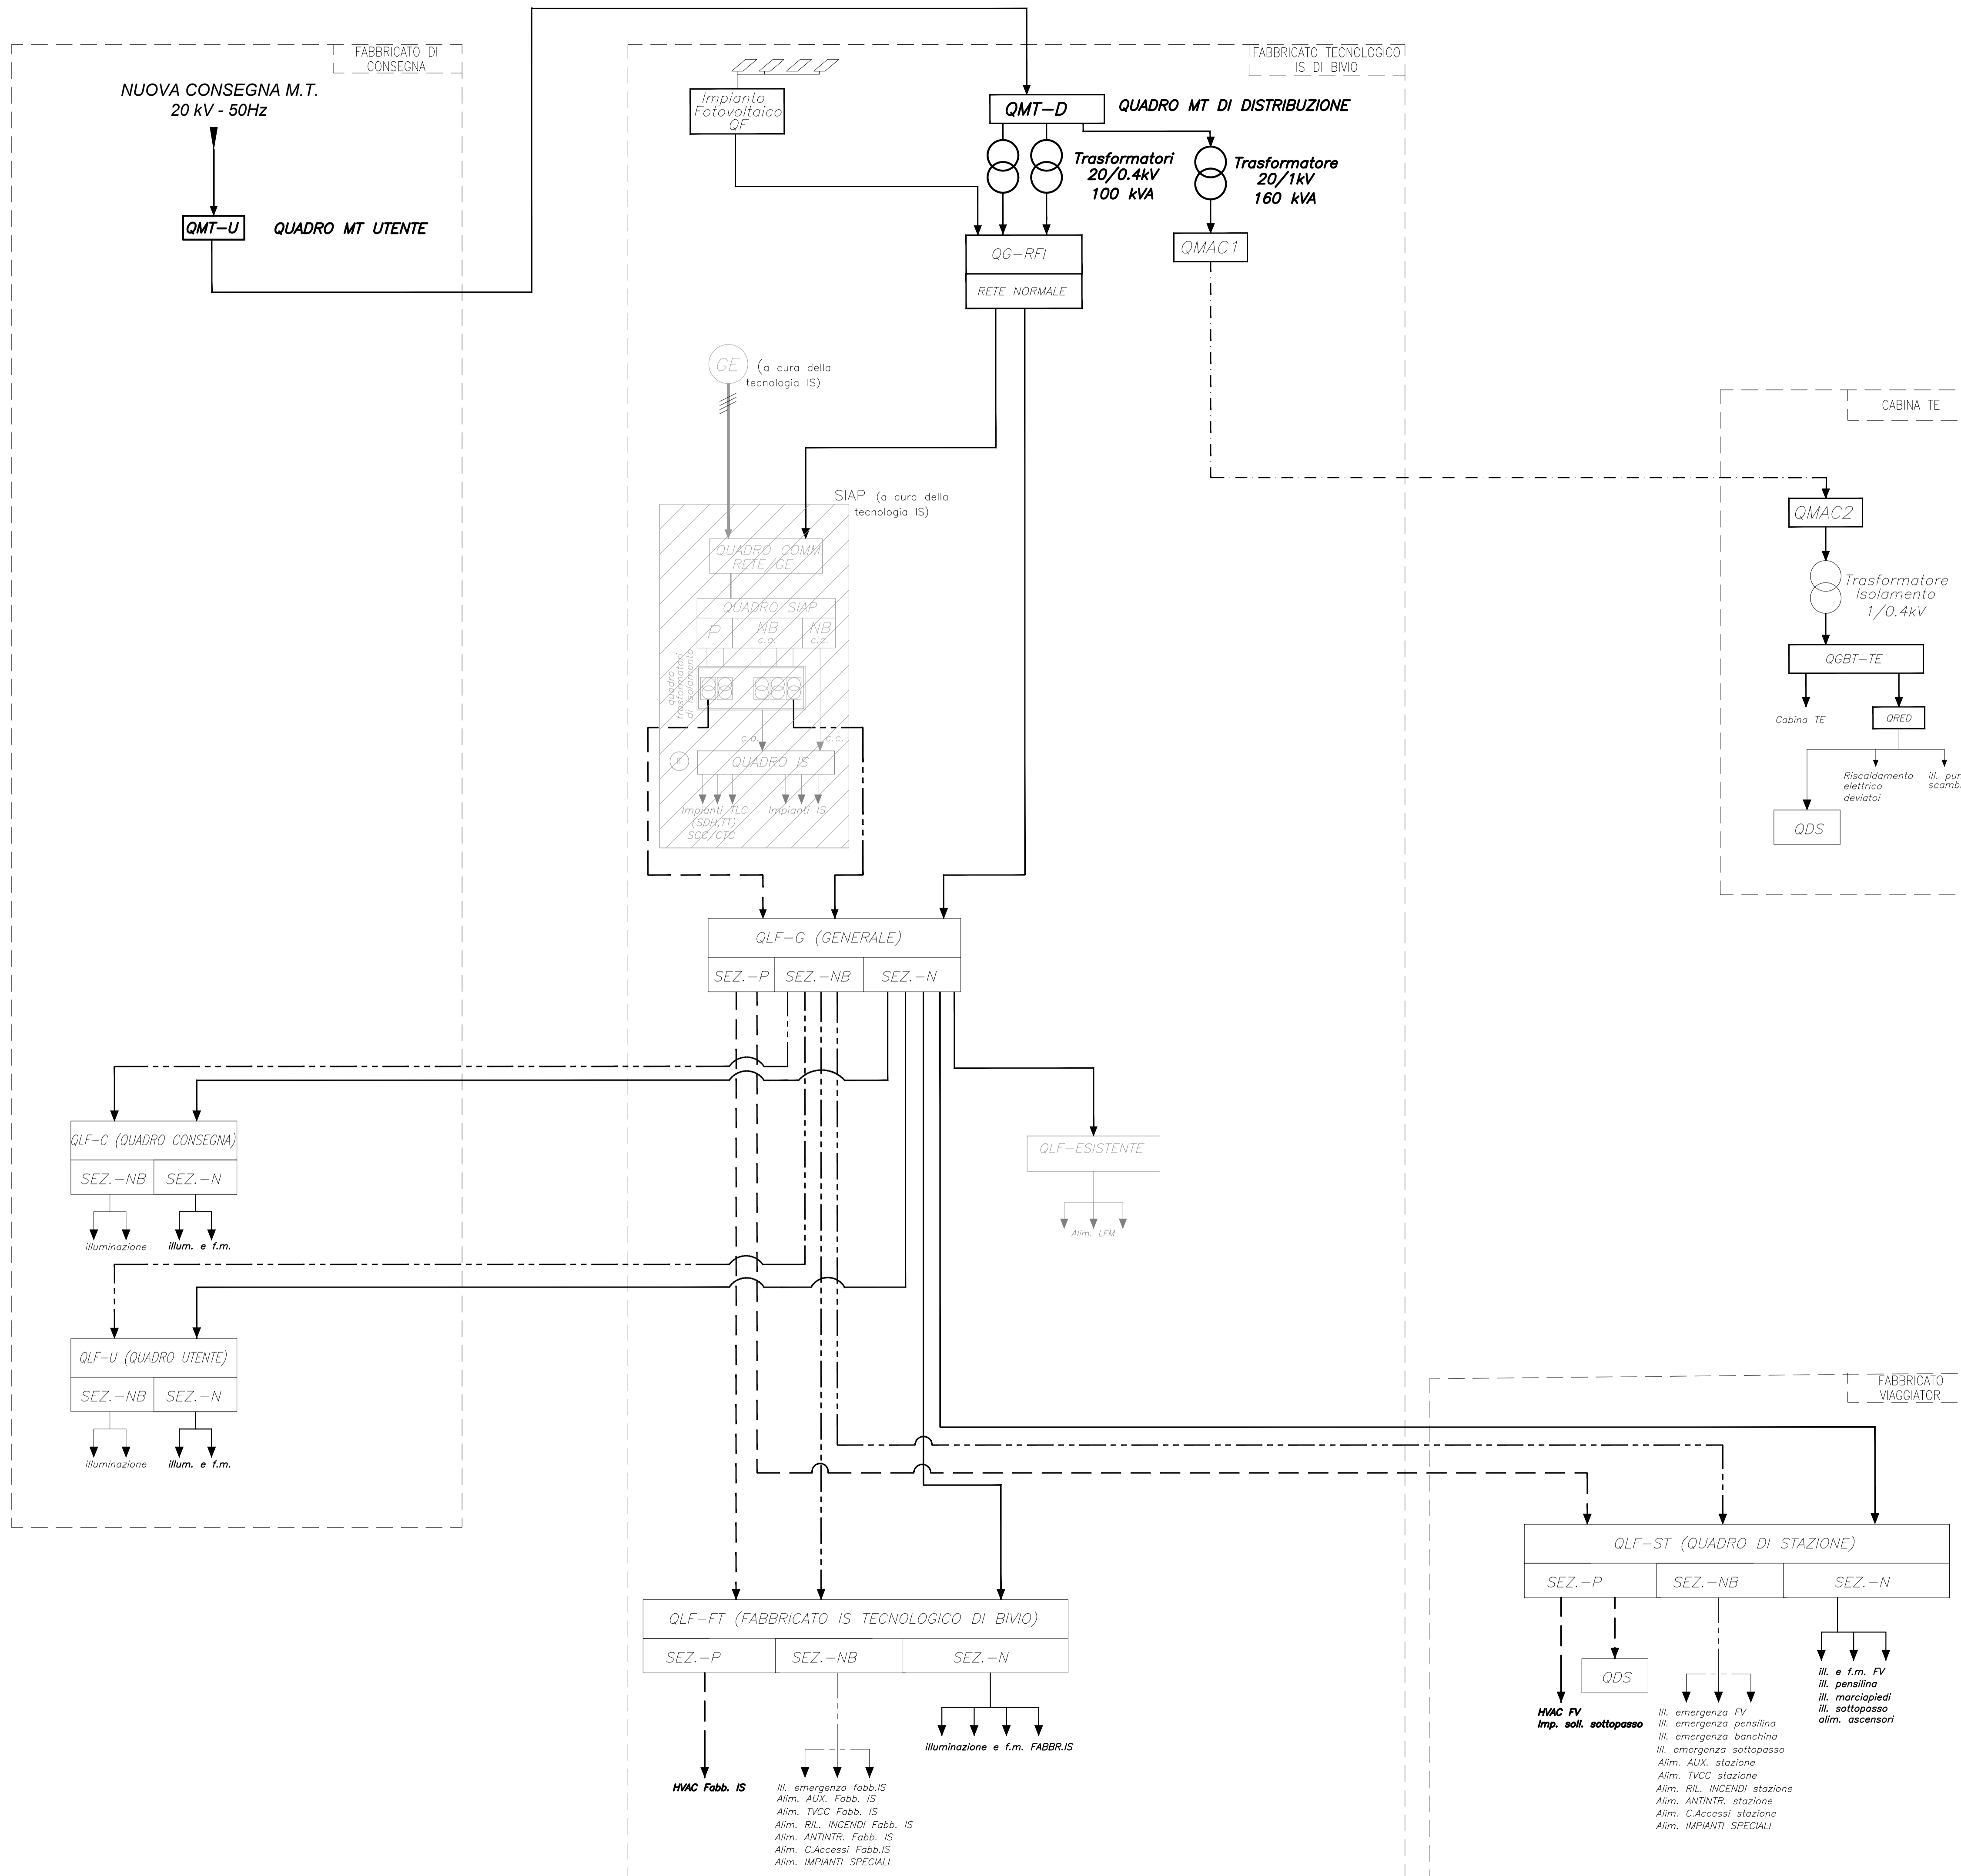 FABBRICATO DI
CONSEGNA
NUOVA CONSEGNA M.T.
20 kV - 50Hz
QMT-U
QUADRO MT UTENTE
FABBRICATO TECNOLOGICO
IS DI BIVIO
Impianto
Fotovoltaico
QF
QMT-D
QUADRO MT DI DISTRIBUZIONE
Trasformatori
20/0.4kV
100 kVA
Trasformatore
20/1kV
160 kVA
QG-RFI
RETE NORMALE
QMAC1
GE
(a cura della
tecnologia IS)
SIAP (a cura della
tecnologia IS)
QUADRO COMM.
RETE/GE
QUADRO SIAP
P
NB
c.a.
NB
c.c.
quadro
trasformatori
di isolamento
c.a.
c.c.
IT
QUADRO IS
Impianti TLC
(SDH,TT)
SCC/CTC
Impianti IS
CABINA TE
QMAC2
Trasformatore
Isolamento
1/0.4kV
QGBT-TE
Cabina TE
QRED
Riscaldamento
elettrico
deviatoi
ill.
QDS
QLF-G (GENERALE)
SEZ.-P
SEZ.-NB
SEZ.-N
QLF-C (QUADRO CONSEGNA)
SEZ.-NB
SEZ.-N
illuminazione
illum. e f.m.
QLF-ESISTENTE
Alim. LFM
QLF-U (QUADRO UTENTE)
SEZ.-NB
SEZ.-N
illuminazione
illum. e f.m.
FABBRICATO
VIAGGIATORI
QLF-ST (QUADRO DI STAZIONE)
SEZ.-P
SEZ.-NB
SEZ.-N
QDS
HVAC FV
Imp. soll. sottopasso
Ill. emergenza FV
Ill. emergenza pensilina
Ill. emergenza banchina
Ill. emergenza sottopasso
Alim. AUX. stazione
Alim. TVCC stazione
Alim. RIL. INCENDI stazione
Alim. ANTINTR. stazione
Alim. C.Accessi stazione
Alim. IMPIANTI SPECIALI
ill. e f.m. FV
ill. pensilina
ill. marciapiedi
ill. sottopasso
alim. ascensori
QLF-FT (FABBRICATO IS TECNOLOGICO DI BIVIO)
SEZ.-P
SEZ.-NB
SEZ.-N
HVAC Fabb. IS
Ill. emergenza fabb.IS
Alim. AUX. Fabb. IS
Alim. TVCC Fabb. IS
Alim. RIL. INCENDI Fabb. IS
Alim. ANTINTR. Fabb. IS
Alim. C.Accessi Fabb.IS
Alim. IMPIANTI SPECIALI
illuminazione e f.m. FABBR.IS